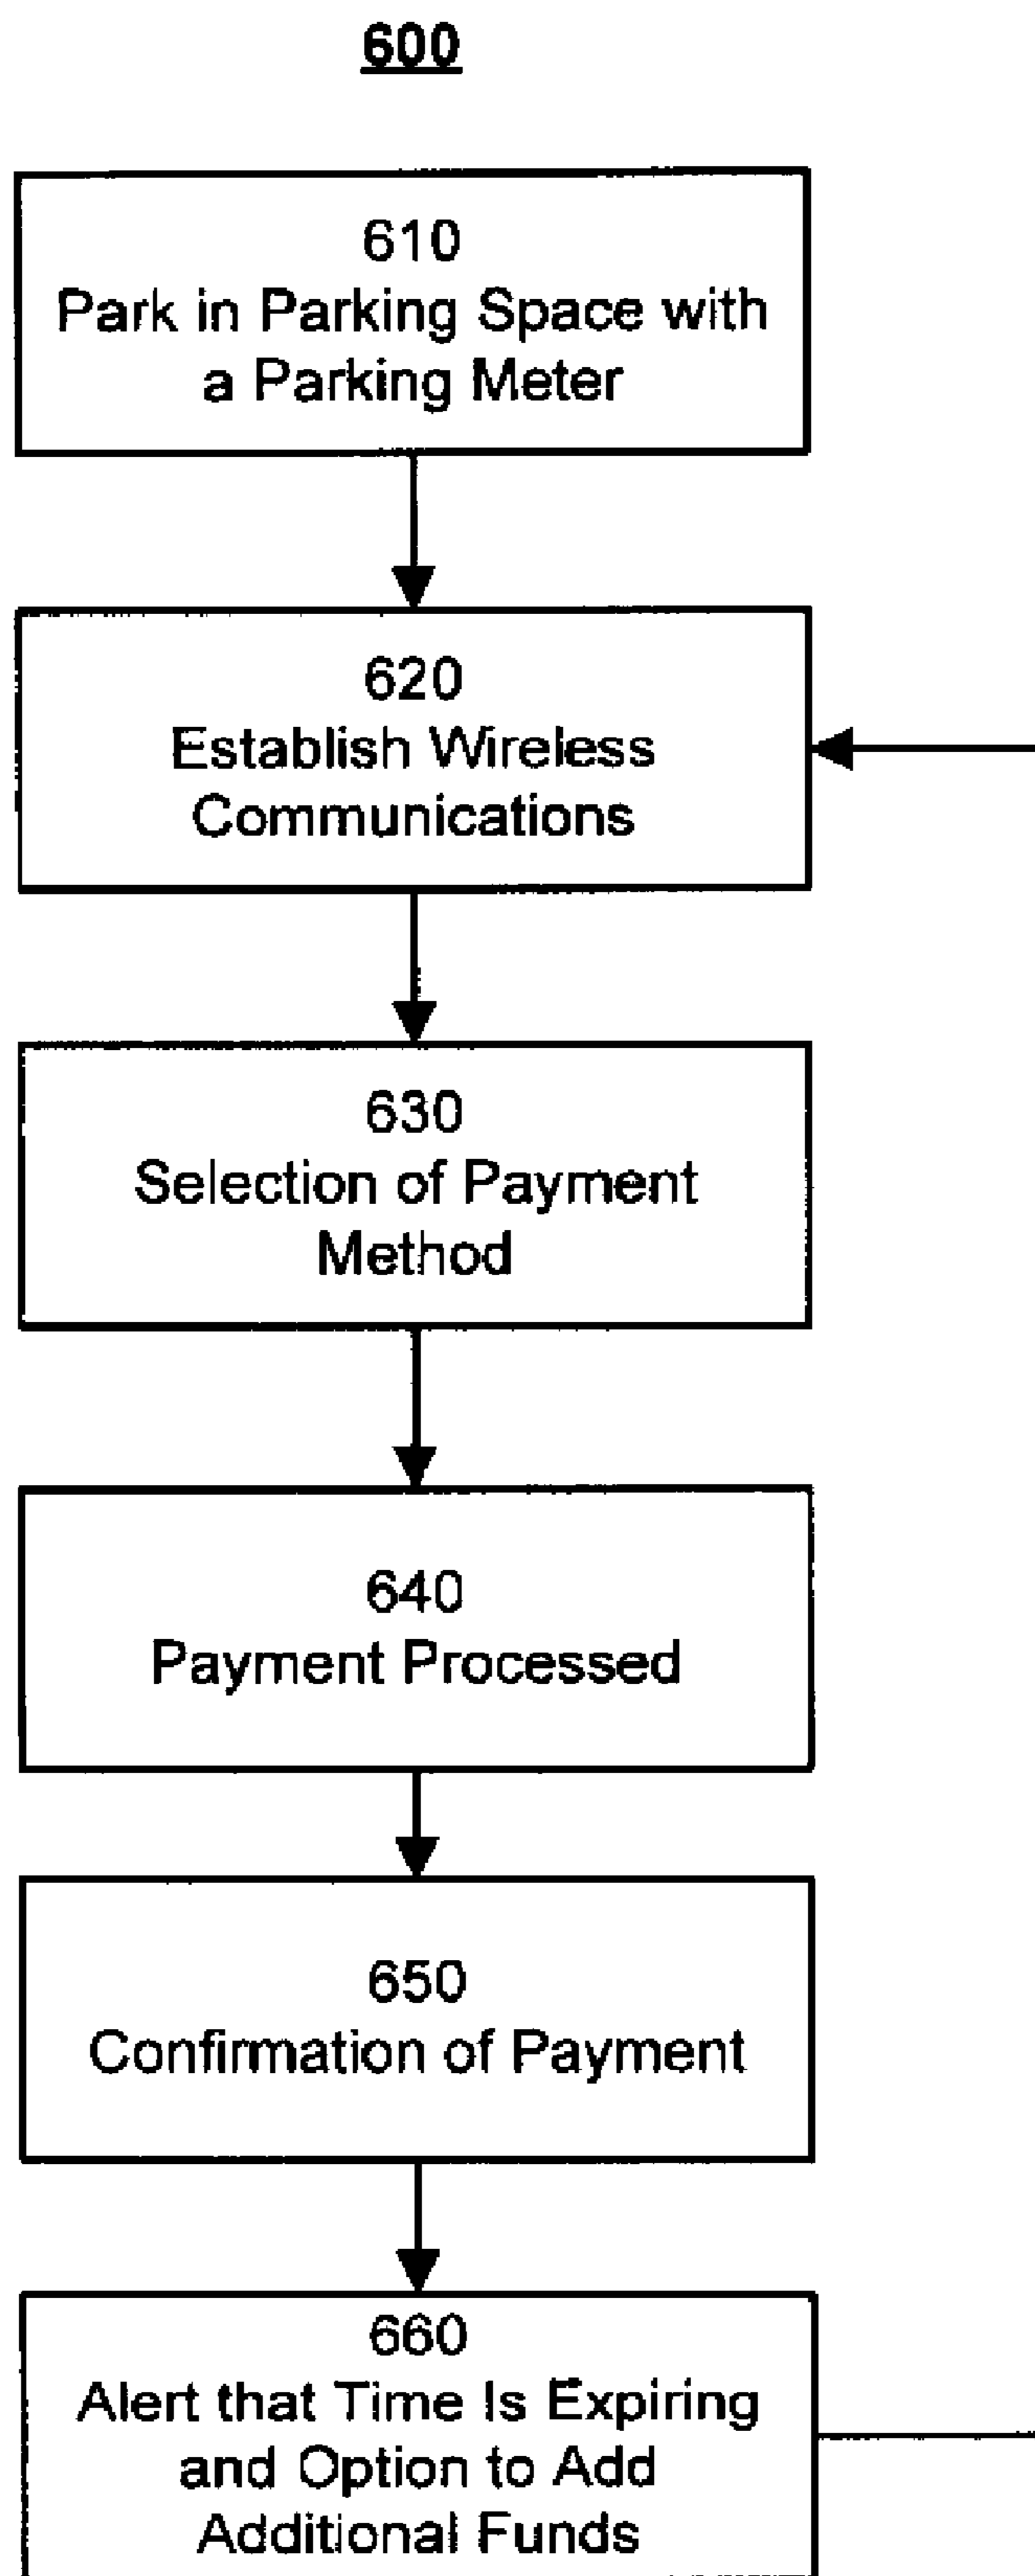 600
610
Park in Parking Space with
a Parking Meter
620
Establish Wireless
Communications
630
Selection of Payment
Method
640
Payment Processed
650
Confirmation of Payment
660
Alert that Time Is Expiring
and Option to Add
Additional Funds